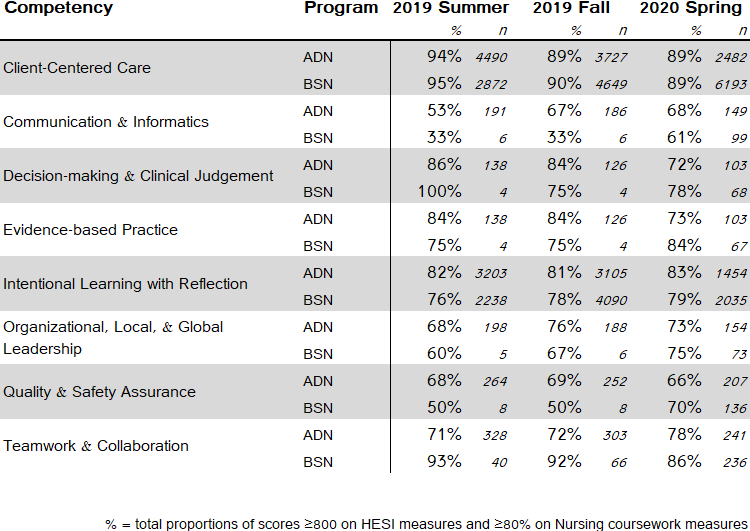 Competency Program 2019 Summer 2019 Fall 2020 Spring
% n % n % n
Client-Centered Care ADN 94% 4490 89% 3727 89% 2482
BSN 95% 2872 90% 4649 89% 6193
Communication & Informatics ADN 53% 191 67% 186 68% 149
BSN 33% 6 33% 6 61% 99
Decision-making & Clinical Judgement ADN 86% 138 84% 126 72% 103
BSN 100% 4 75% 4 78% 68
Evidence-based Practice ADN 84% 138 84% 126 73% 103
BSN 75% 4 75% 4 84% 67
Intentional Learning with Reflection ADN 82% 3203 81% 3105 83% 1454
BSN 76% 2238 78% 4090 79% 2035
Organizational, Local, & Global ADN 68% 198 76% 188 73% 154
Leadership BSN 60% 5 67% 6 75% 73
Quality & Safety Assurance ADN 68% 264 69% 252 66% 207
BSN 50% 8 50% 8 70% 136
Teamwork & Collaboration ADN 71% 328 72% 303 78% 241
BSN 93% 40 92% 66 86% 236
% = total proportions of scores ≥800 on HESI measures and ≥80% on Nursing coursework measures